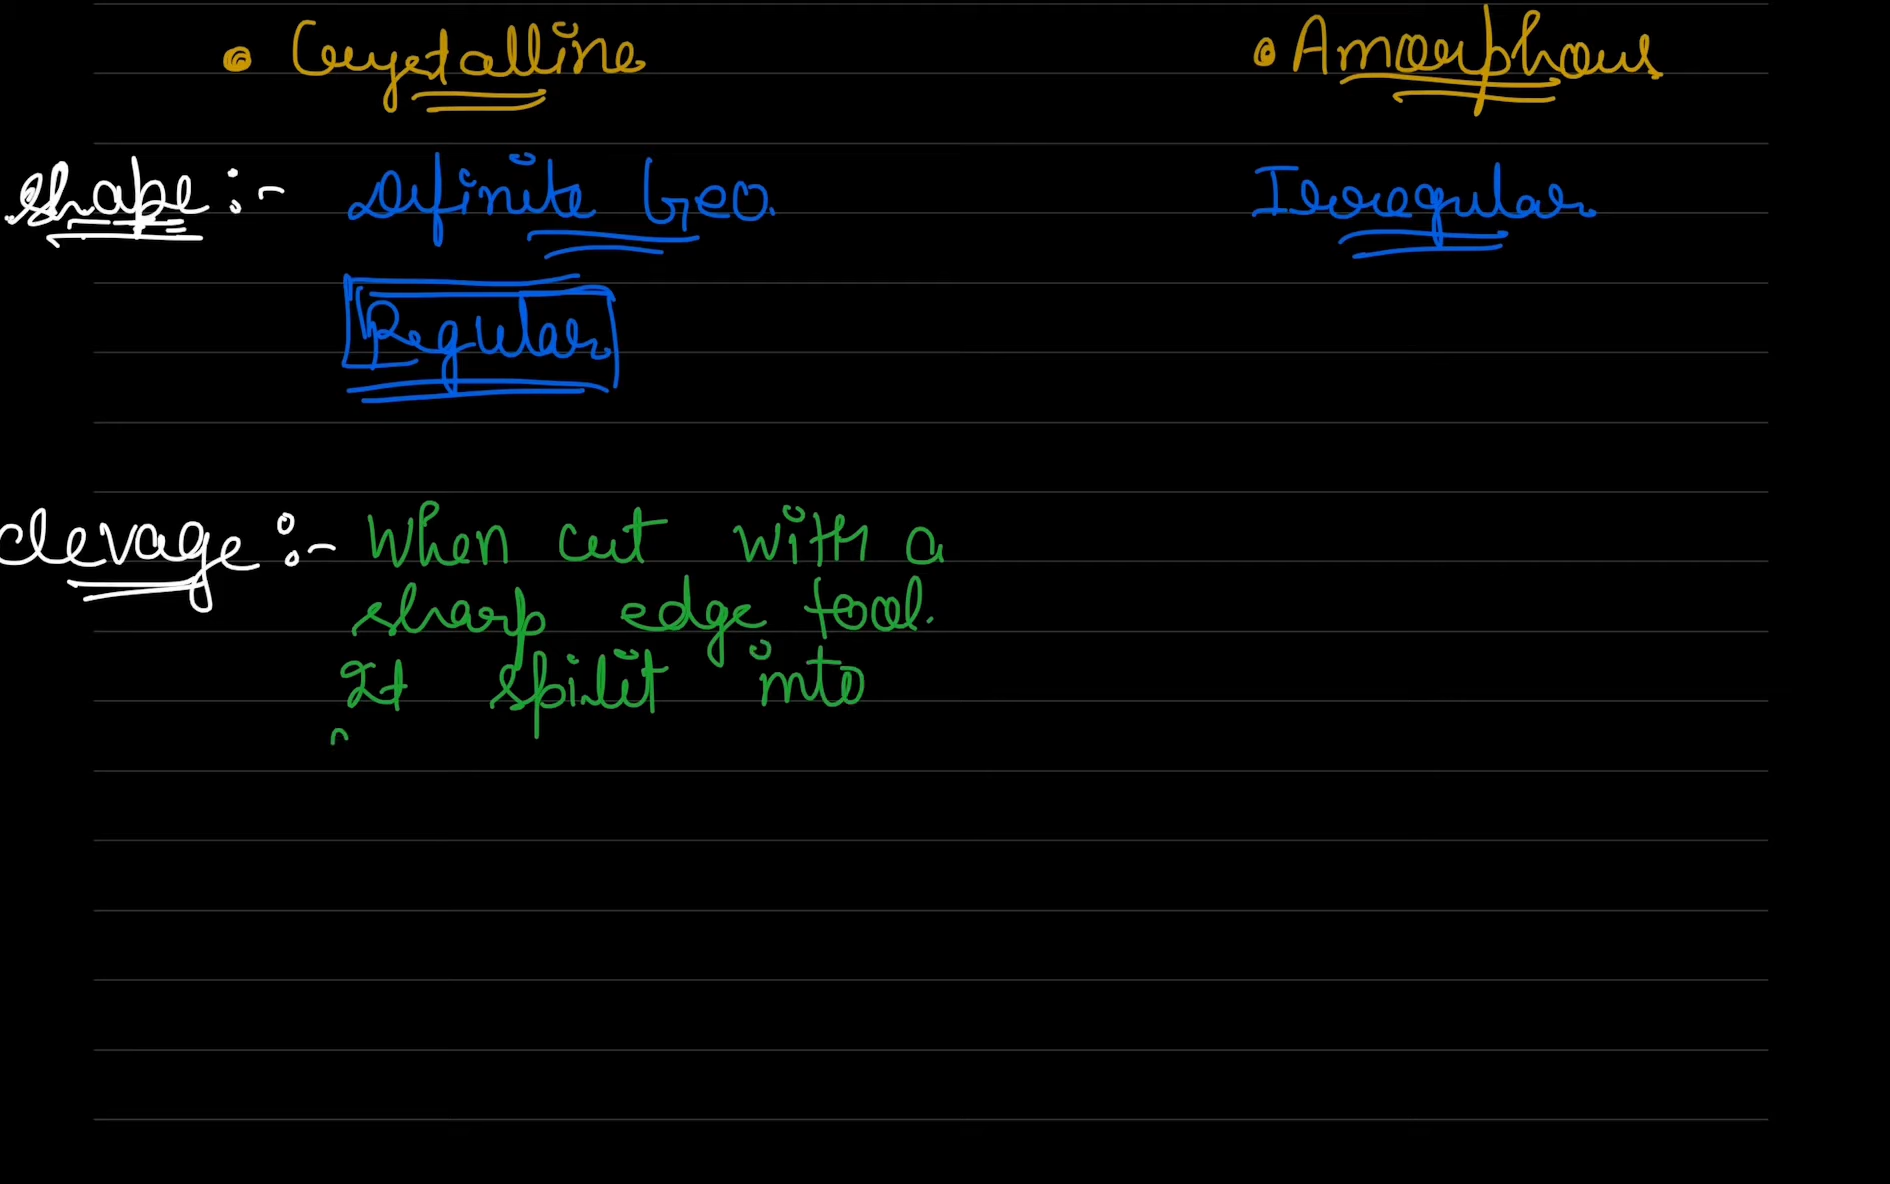 • Crystalline • Amorphous
Shape :- Definite Geo. Irregular
Regular
clevage :- When cut with a
sharp edge tool.
It spilit into